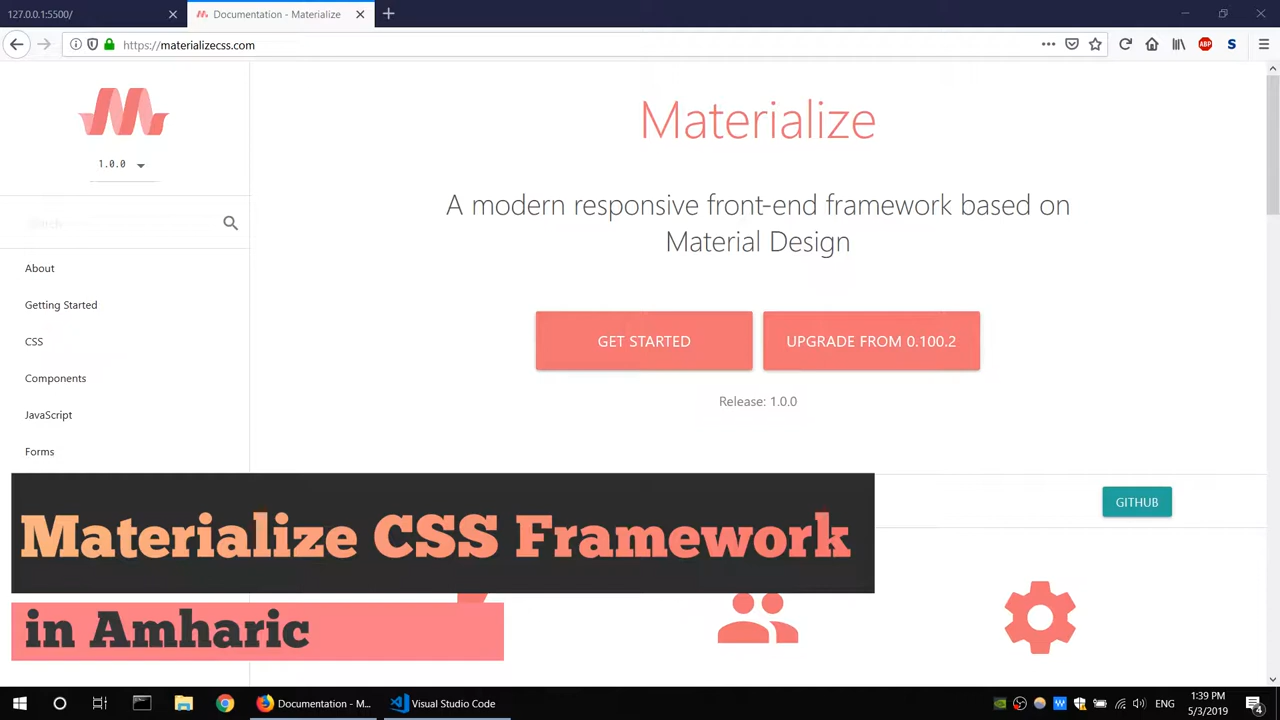 127.0.0.1:5500/
Documentation - Materialize
https://materializecss.com
ABP
S
1.0.0
About
Getting Started
CSS
Components
JavaScript
Forms
Materialize
A modern responsive front-end framework based on
Material Design
GET STARTED
UPGRADE FROM 0.100.2
Release: 1.0.0
GITHUB
Materialize CSS Framework
in Amharic
Documentation - M...
Visual Studio Code
ENG
1:39 PM
5/3/2019
4